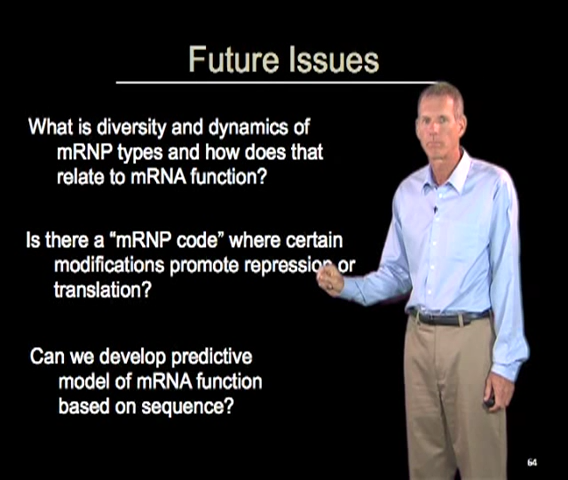 Future Issues
What is diversity and dynamics of
mRNP types and how does that
relate to mRNA function?
Is there a “mRNP code” where certain
modifications promote repression or
translation?
Can we develop predictive
model of mRNA function
based on sequence?
64